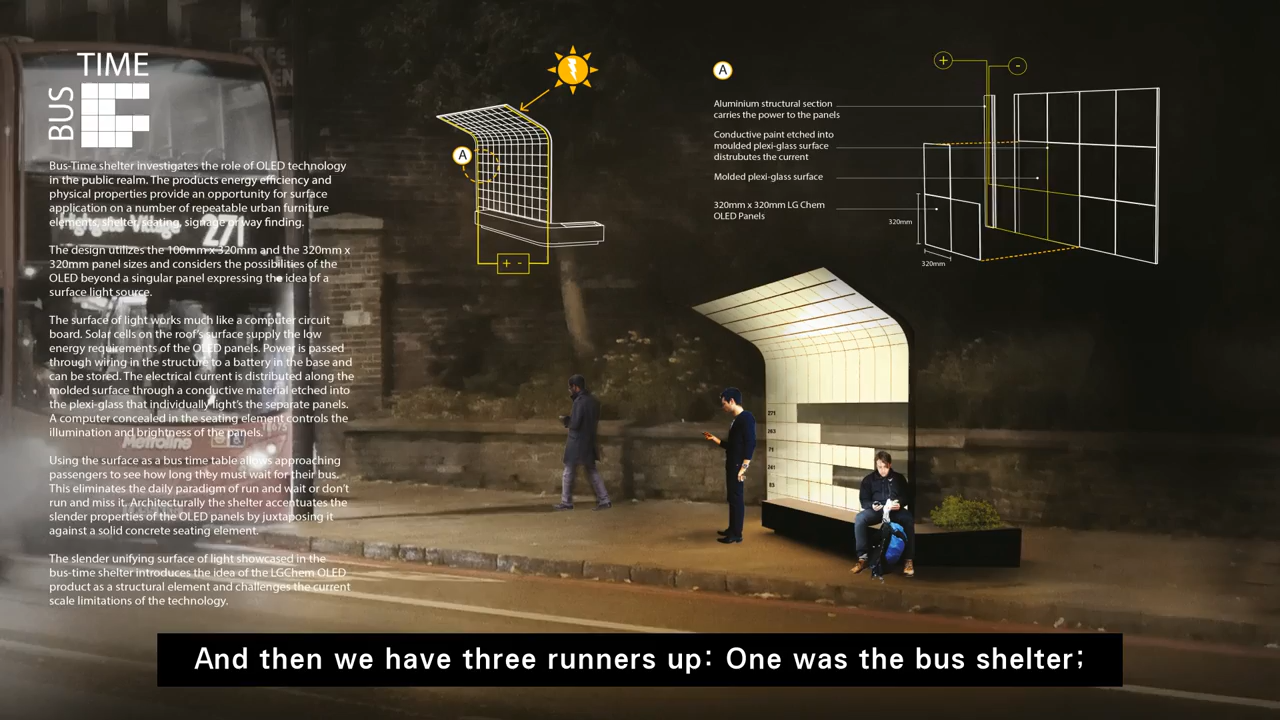 TIME
BUS
Bus-Time shelter investigates the role of OLED technology
in the public realm. The products energy efficiency and
physical properties provide an opportunity for surface
application on a number of repeatable urban furniture
elements, shelter, seating, signage or way finding.
The design utilizes the 100mm x 320mm and the 320mm x
320mm panel sizes and considers the possibilities of the
OLED beyond a singular panel expressing the idea of a
surface light source.
The surface of light works much like a computer circuit
board. Solar cells on the roof's surface supply the low
energy requirements of the OLED panels. Power is passed
through wiring in the structure to a battery in the base and
can be stored. The electrical current is distributed along the
molded surface through a conductive material etched into
the plexi-glass that individually light's the separate panels.
A computer concealed in the seating element controls the
illumination and brightness of the panels.
Using the surface as a bus time table allows approaching
passengers to see how long they must wait for their bus.
This eliminates the daily paradigm of run and wait or don't
run and miss it. Architecturally the shelter accentuates the
slender properties of the OLED panels by juxtaposing it
against a solid concrete seating element.
The slender unifying surface of light showcased in the
bus-time shelter introduces the idea of the LGChem OLED
product as a structural element and challenges the current
scale limitations of the technology.
271
Metroline
A
+ -
A
+
-
Aluminium structural section
carries the power to the panels
Conductive paint etched into
moulded plexi-glass surface
distrubutes the current
Molded plexi-glass surface
320mm x 320mm LG Chem
OLED Panels
320mm
320mm
271
263
71
261
83
And then we have three runners up: One was the bus shelter;